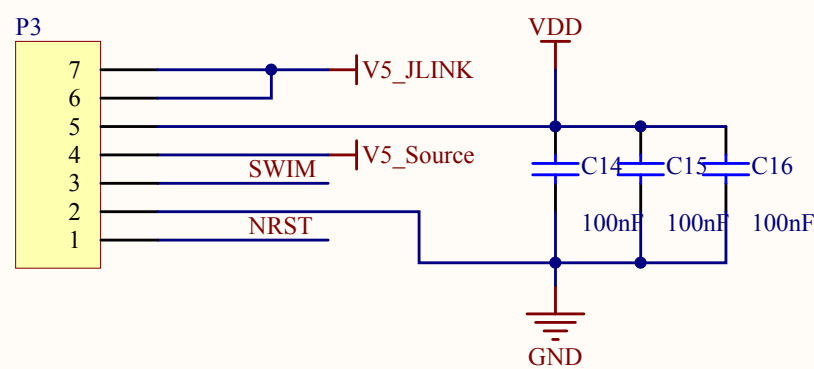 P3
VDD
7
V5_JLINK
6
5
4
V5_Source
C14
C15
C16
3
SWIM
2
100nF
100nF
100nF
NRST
1
GND